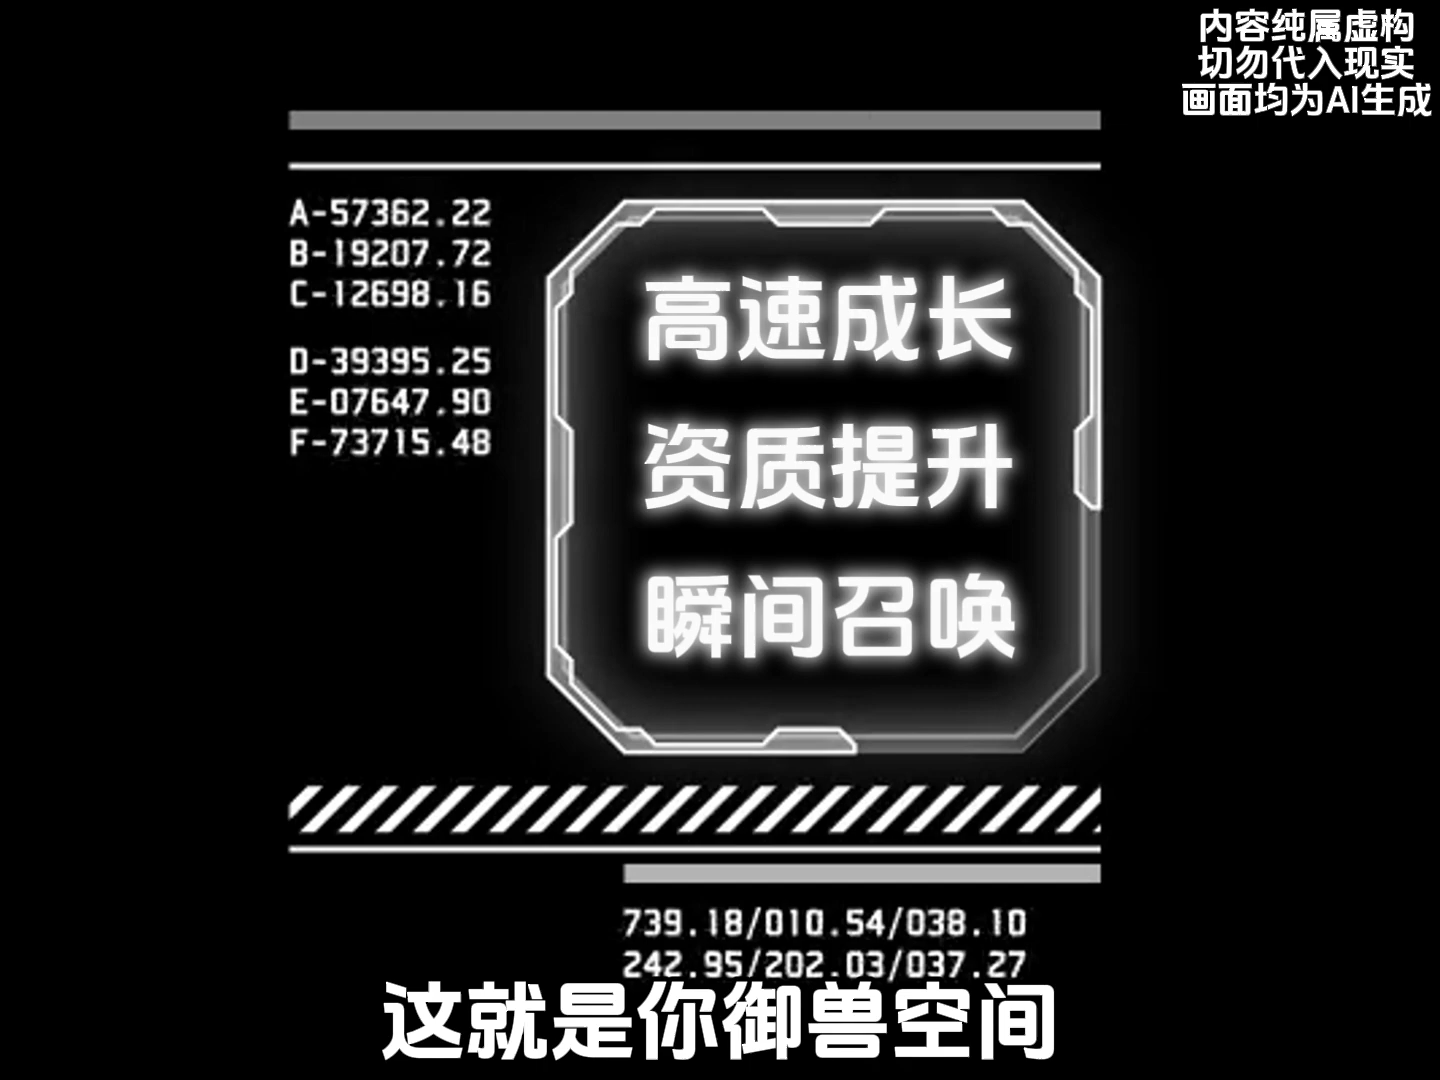 内容纯属虚构
切勿代入现实
画面均为AI生成
A-57362.22
B-19207.72
C-12698.16
D-39395.25
E-07647.90
F-73715.48
高速成长
资质提升
瞬间召唤
739.18/010.54/038.10
242.95/202.03/037.27
这就是你御兽空间